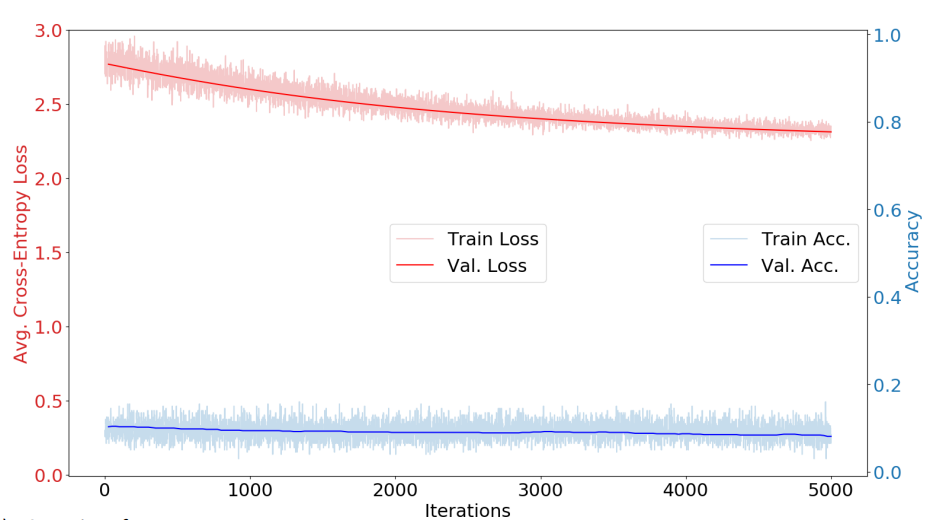 3.0
2.5
2.0
1.5
1.0
0.5
0.0
Avg. Cross-Entropy Loss
Train Loss
Val. Loss
Train Acc.
Val. Acc.
1.0
0.8
0.6
0.4
0.2
0.0
Accuracy
0 1000 2000 3000 4000 5000
Iterations